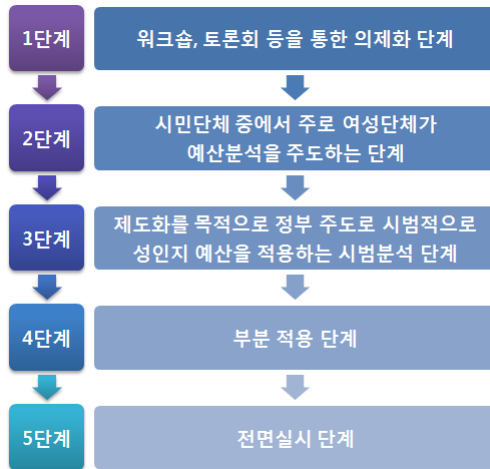 1단계
워크숍, 토론회 등을 통한 의제화 단계
2단계
시민단체 중에서 주로 여성단체가
예산분석을 주도하는 단계
3단계
제도화를 목적으로 정부 주도로 시범적으로
성인지 예산을 적용하는 시범분석 단계
4단계
부분 적용 단계
5단계
전면실시 단계